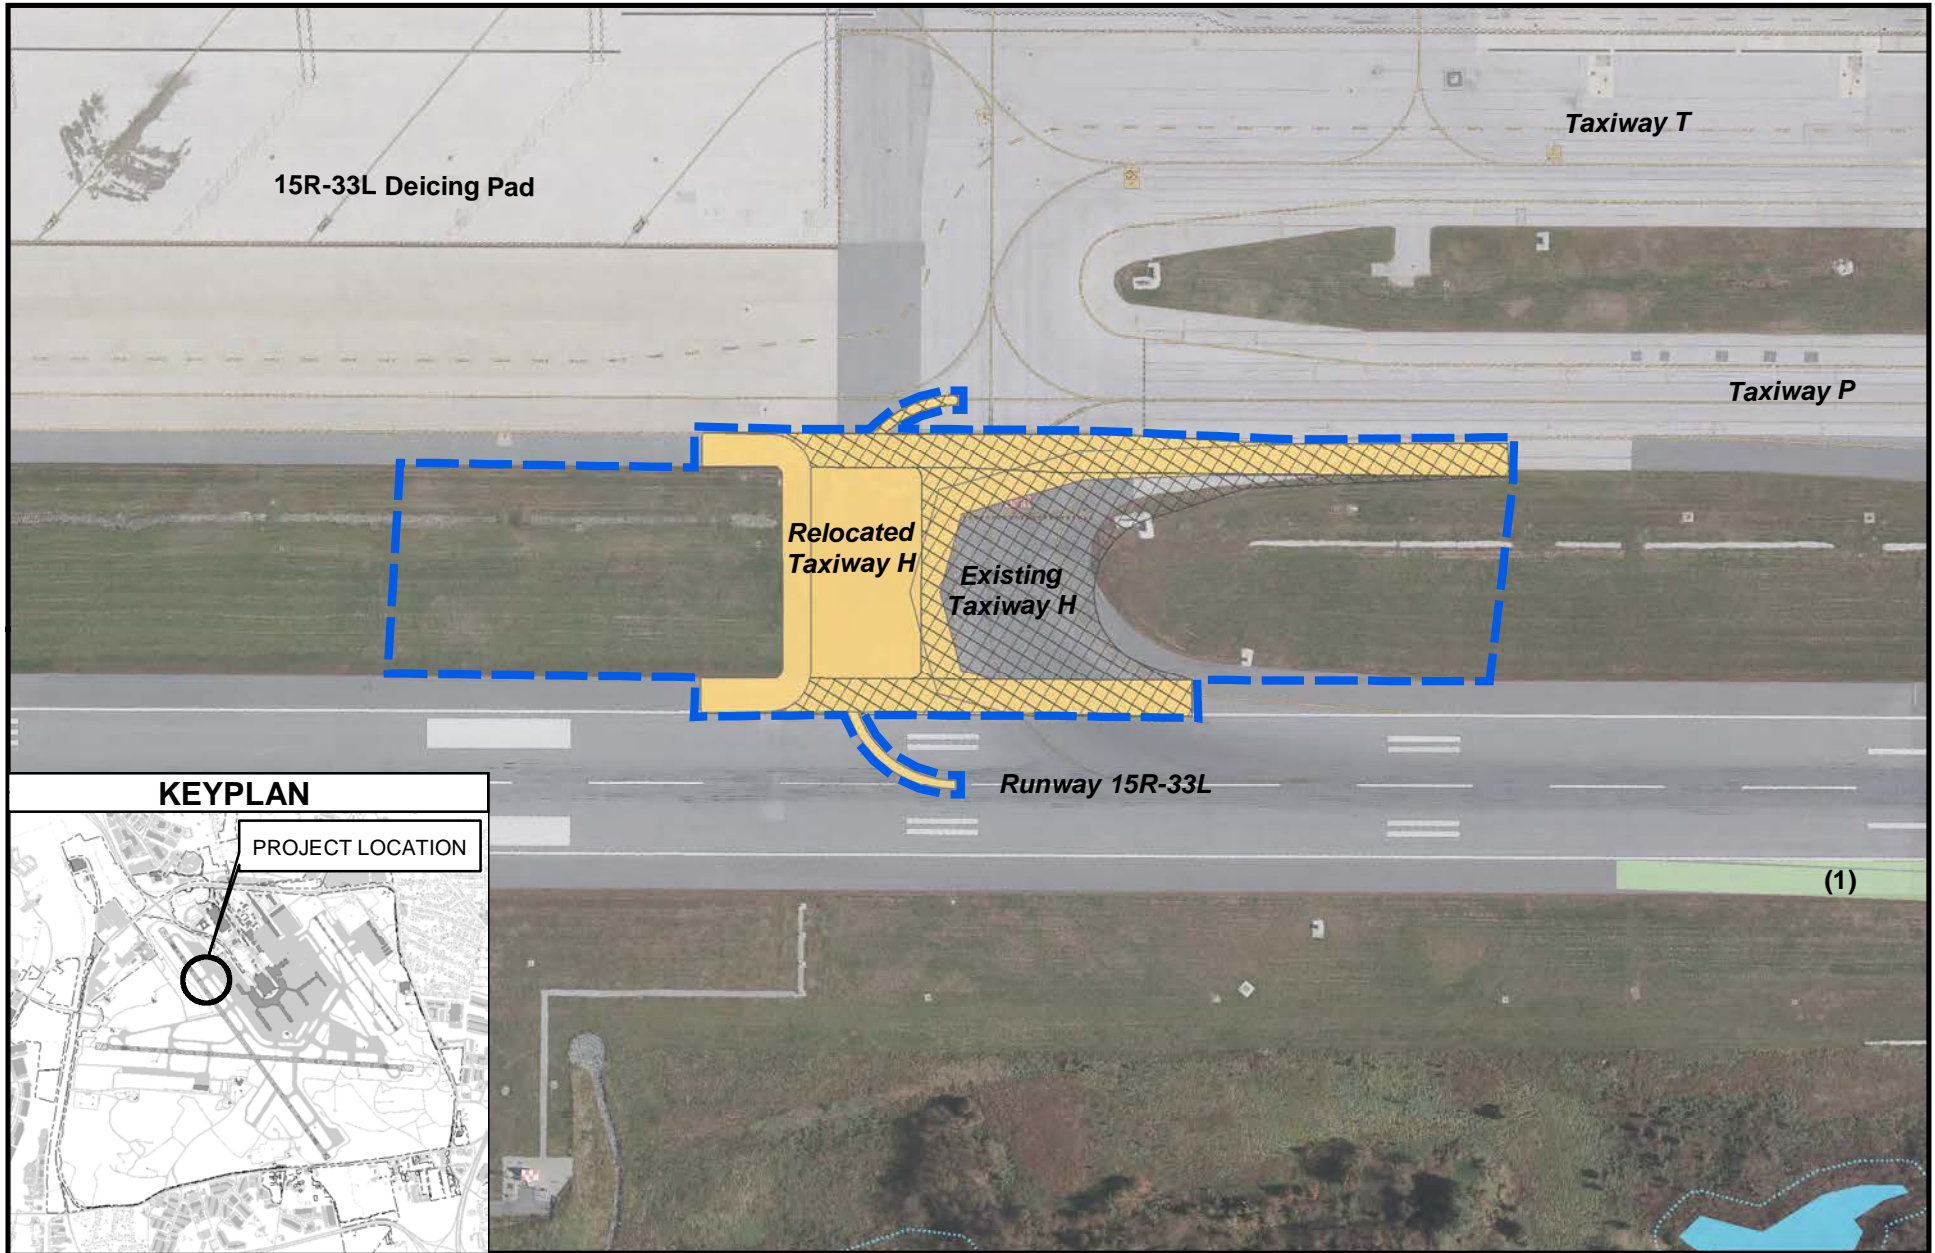 Taxiway T
15R-33L Deicing Pad
Taxiway P
Relocated
Taxiway H
Existing
Taxiway H
Runway 15R-33L
KEYPLAN
PROJECT LOCATION
(1)